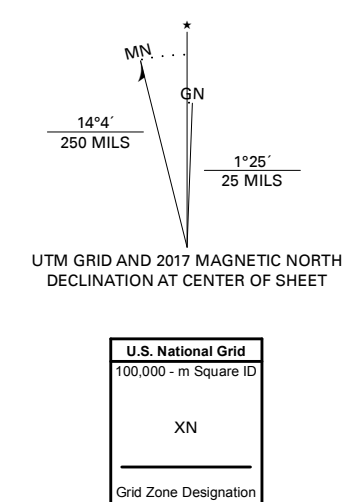 ★
MN
GN
14°4´
250 MILS
1°25´
25 MILS
UTM GRID AND 2017 MAGNETIC NORTH
DECLINATION AT CENTER OF SHEET
U.S. National Grid
100,000 - m Square ID
XN
Grid Zone Designation